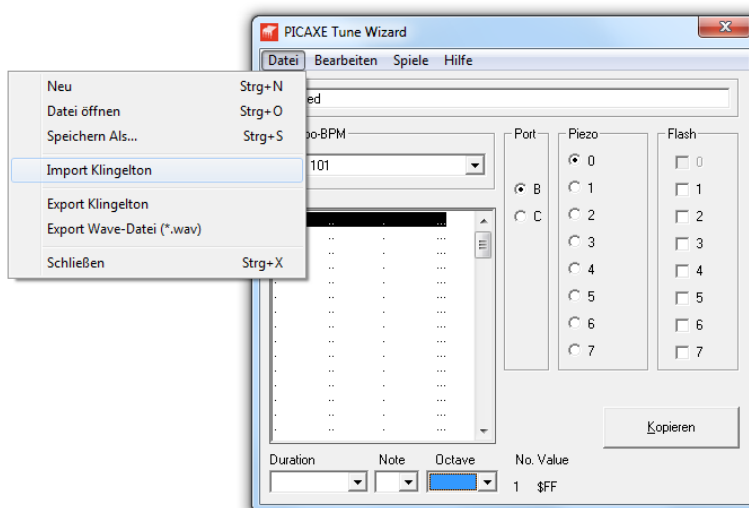 PICAXE Tune Wizard
Datei Bearbeiten Spiele Hilfe
Neu Strg+N
Datei öffnen Strg+O
Speichern Als... Strg+S
Import Klingelton
Export Klingelton
Export Wave-Datei (*.wav)
Schließen Strg+X
ed
po-BPM
101
Port
B
C
Piezo
0
1
2
3
4
5
6
7
Flash
0
1
2
3
4
5
6
7
Kopieren
Duration Note Octave No. Value
1 $FF